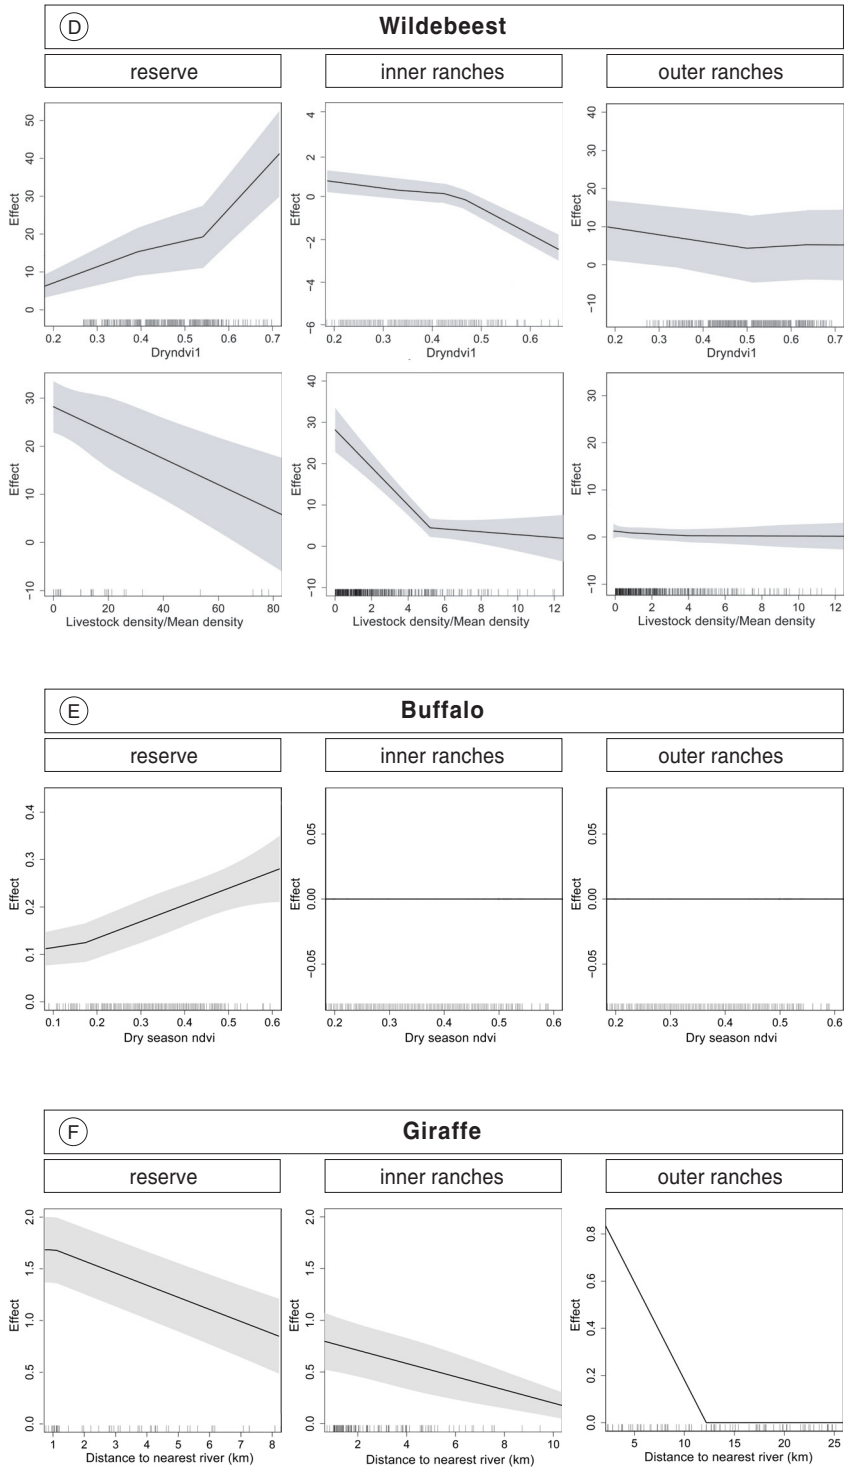 D Wildebeest
reserve inner ranches outer ranches
50 40 30 20 10 0
Effect
0.2 0.3 0.4 0.5 0.6 0.7
Dryndvi1
4 2 0 -2 -4 -6
Effect
0.2 0.3 0.4 0.5 0.6
40 30 20 10 0 -10
Effect
0.2 0.3 0.4 0.5 0.6 0.7
Dryndvi1
30 20 10 0 -10
Effect
0 20 40 60 80
Livestock density/Mean density
40 30 20 10 0 -10
Effect
0 2 4 6 8 10 12
Livestock density/Mean density
30 20 10 0 -10
Effect
0 2 4 6 8 10 12
Livestock density/Mean density
E Buffalo
reserve inner ranches outer ranches
0.4 0.3 0.2 0.1 0.0
Effect
0.1 0.2 0.3 0.4 0.5 0.6
Dry season ndvi
0.05 0.00 -0.05
Effect
0.2 0.3 0.4 0.5 0.6
Dry season ndvi
0.05 0.00 -0.05
Effect
0.2 0.3 0.4 0.5 0.6
Dry season ndvi
F Giraffe
reserve inner ranches outer ranches
2.0 1.5 1.0 0.5 0.0
Effect
1 2 3 4 5 6 7 8
Distance to nearest river (km)
2.0 1.5 1.0 0.5 0.0
Effect
2 4 6 8 10
Distance to nearest river (km)
0.8 0.6 0.4 0.2 0.0
Effect
5 10 15 20 25
Distance to nearest river (km)